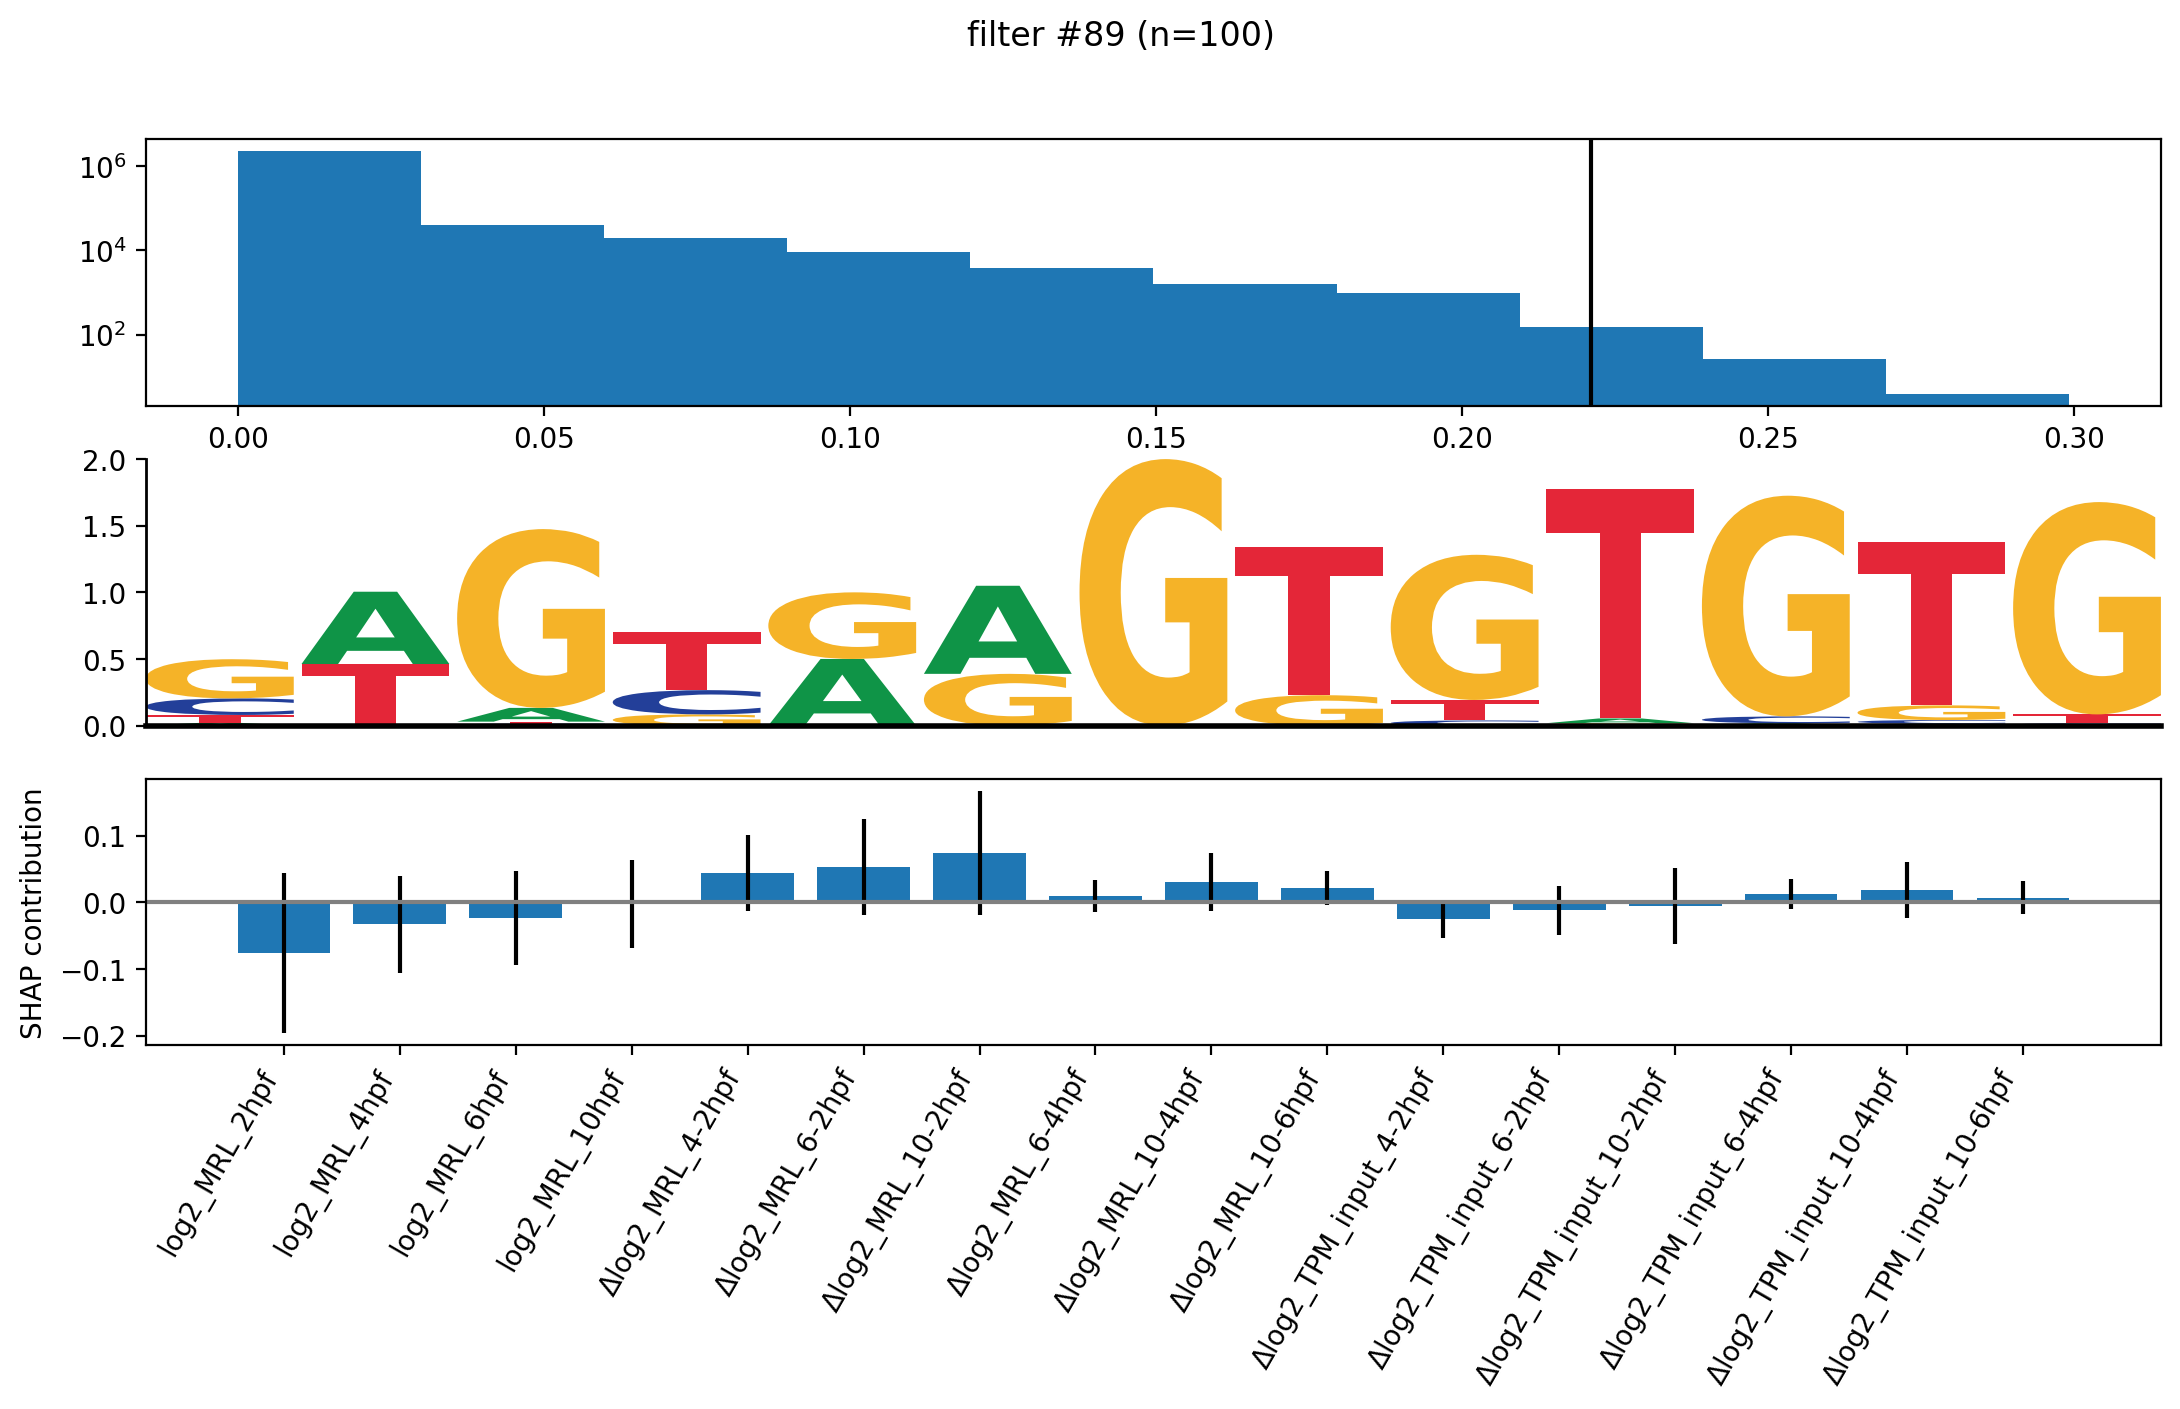 filter #89 (n=100)
10⁶
10⁴
10²
0.00 0.05 0.10 0.15 0.20 0.25 0.30
2.0
1.5
1.0
0.5
0.0
G A G T G A G T G T G T G
C T A C A G G T A C G T
T T G C C
SHAP contribution
0.1
0.0
−0.1
−0.2
log2_MRL_2hpf
log2_MRL_4hpf
log2_MRL_6hpf
log2_MRL_10hpf
Δlog2_MRL_4-2hpf
Δlog2_MRL_6-2hpf
Δlog2_MRL_10-2hpf
Δlog2_MRL_6-4hpf
Δlog2_MRL_10-4hpf
Δlog2_MRL_10-6hpf
Δlog2_TPM_input_4-2hpf
Δlog2_TPM_input_6-2hpf
Δlog2_TPM_input_10-2hpf
Δlog2_TPM_input_6-4hpf
Δlog2_TPM_input_10-4hpf
Δlog2_TPM_input_10-6hpf